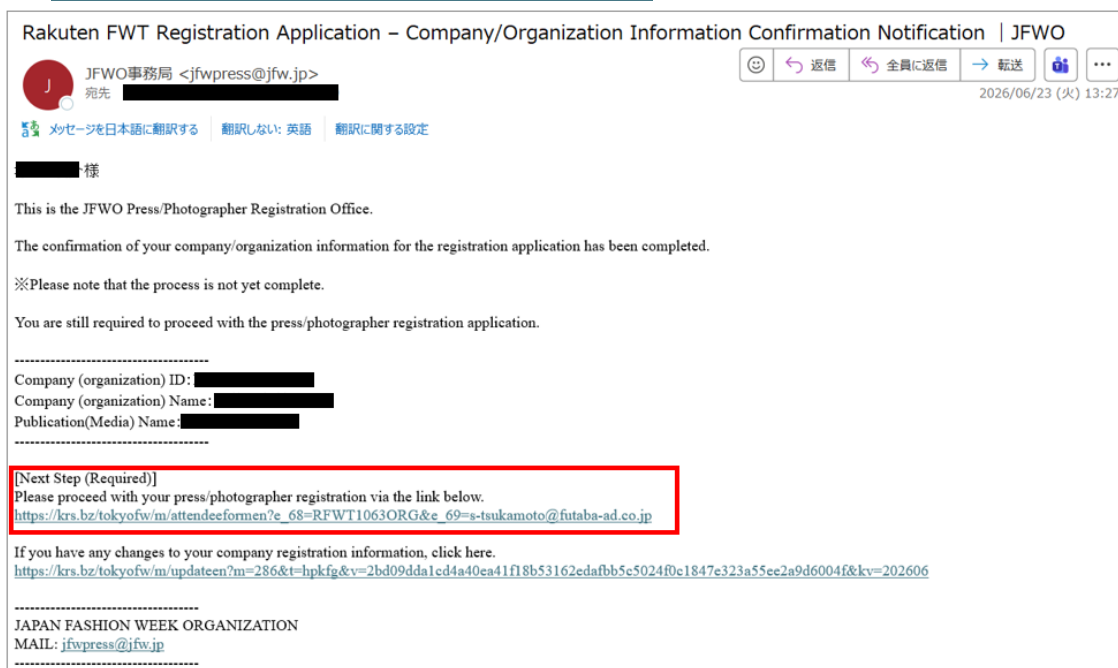 Rakuten FWT Registration Application – Company/Organization Information Confirmation Notification ｜JFWO
J
JFWO事務局 <jfwpress@jfw.jp>
宛先
返信
全員に返信
転送
2026/06/23 (火) 13:27
メッセージを日本語に翻訳する
翻訳しない: 英語
翻訳に関する設定
様
This is the JFWO Press/Photographer Registration Office.
The confirmation of your company/organization information for the registration application has been completed.
※Please note that the process is not yet complete.
You are still required to proceed with the press/photographer registration application.
--------------------------------------
Company (organization) ID:
Company (organization) Name:
Publication(Media) Name:
--------------------------------------
[Next Step (Required)]
Please proceed with your press/photographer registration via the link below.
https://krs.bz/tokyofw/m/attendeeformen?e_68=RFWT1063ORG&e_69=s-tsukamoto@futaba-ad.co.jp
If you have any changes to your company registration information, click here.
https://krs.bz/tokyofw/m/updateen?m=286&t=hpkfg&v=2bd09dda1cd4a40ea41f18b53162edafbb5c5024f0c1847e323a55ee2a9d6004f&kv=202606
------------------------------------
JAPAN FASHION WEEK ORGANIZATION
MAIL: jfwpress@jfw.jp
------------------------------------